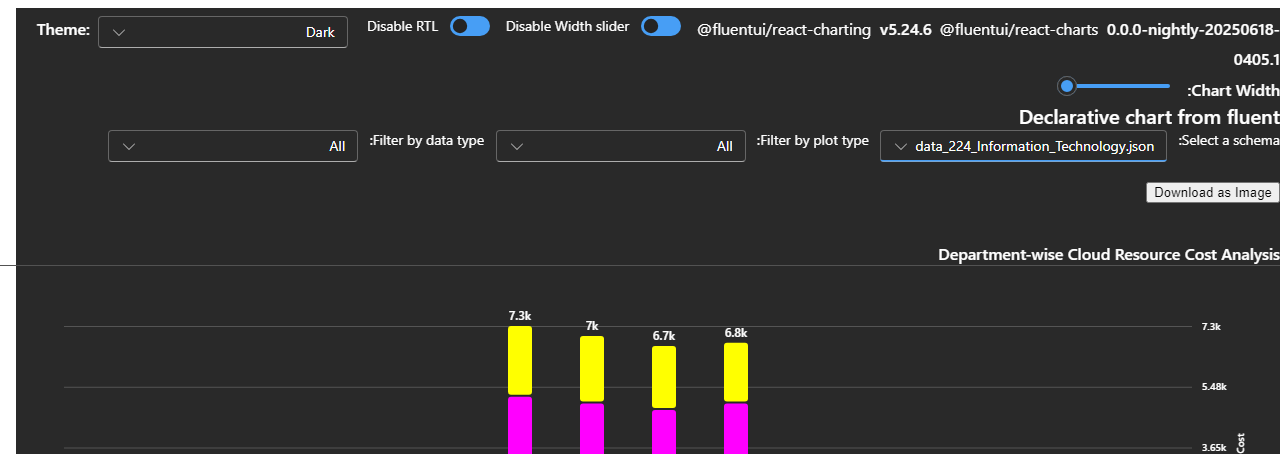 Theme: Dark Disable RTL Disable Width slider @fluentui/react-charting v5.24.6 @fluentui/react-charts 0.0.0-nightly-20250618-
0405.1
:Chart Width
Declarative chart from fluent
:Select a schema data_224_Information_Technology.json :Filter by plot type All :Filter by data type All
Download as Image
Department-wise Cloud Resource Cost Analysis
7.3k 7k 6.7k 6.8k
7.3k
5.48k
3.65k
Cost